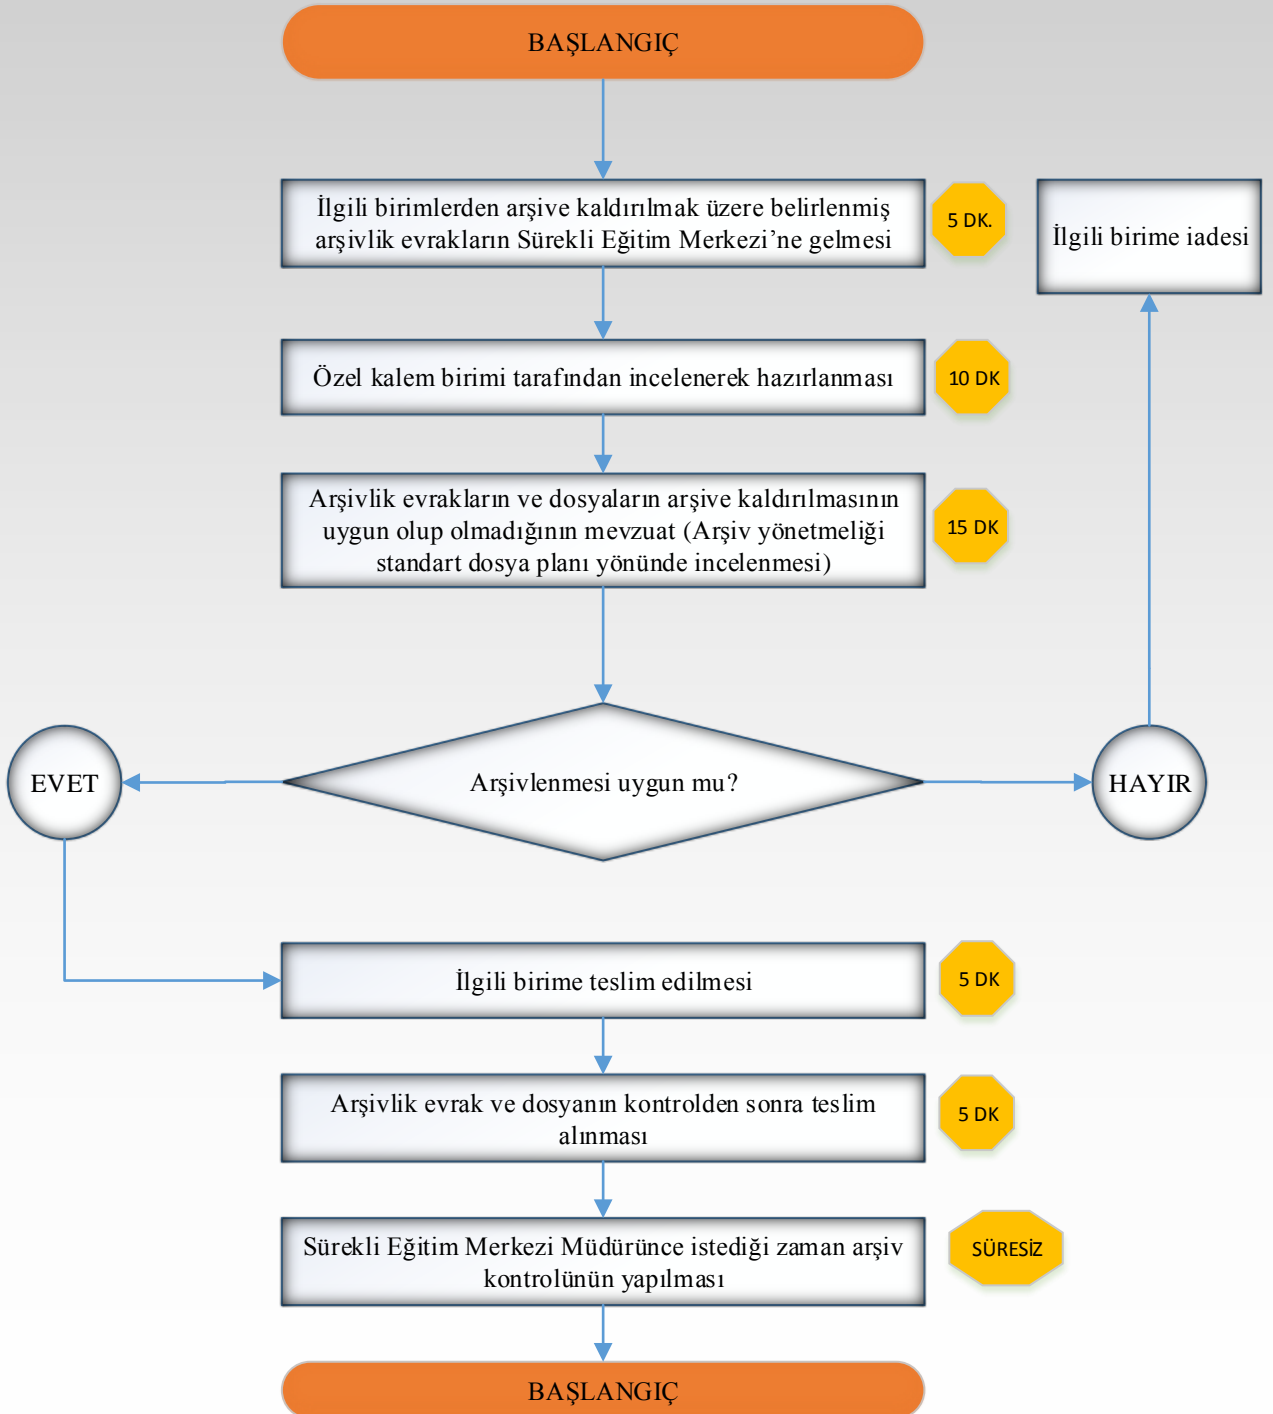 BAŞLANGIÇ
İlgili birimlerden arşive kaldırılmak üzere belirlenmiş
arşivlik evrakların Sürekli Eğitim Merkezi’ne gelmesi
5 DK.
İlgili birime iadesi
Özel kalem birimi tarafından incelenerek hazırlanması
10 DK
Arşivlik evrakların ve dosyaların arşive kaldırılmasının
uygun olup olmadığının mevzuat (Arşiv yönetmeliği
standart dosya planı yönünde incelenmesi)
15 DK
EVET
Arşivlenmesi uygun mu?
HAYIR
İlgili birime teslim edilmesi
5 DK
Arşivlik evrak ve dosyanın kontrolden sonra teslim
alınması
5 DK
Sürekli Eğitim Merkezi Müdürünce istediği zaman arşiv
kontrolünün yapılması
SÜRESİZ
BAŞLANGIÇ